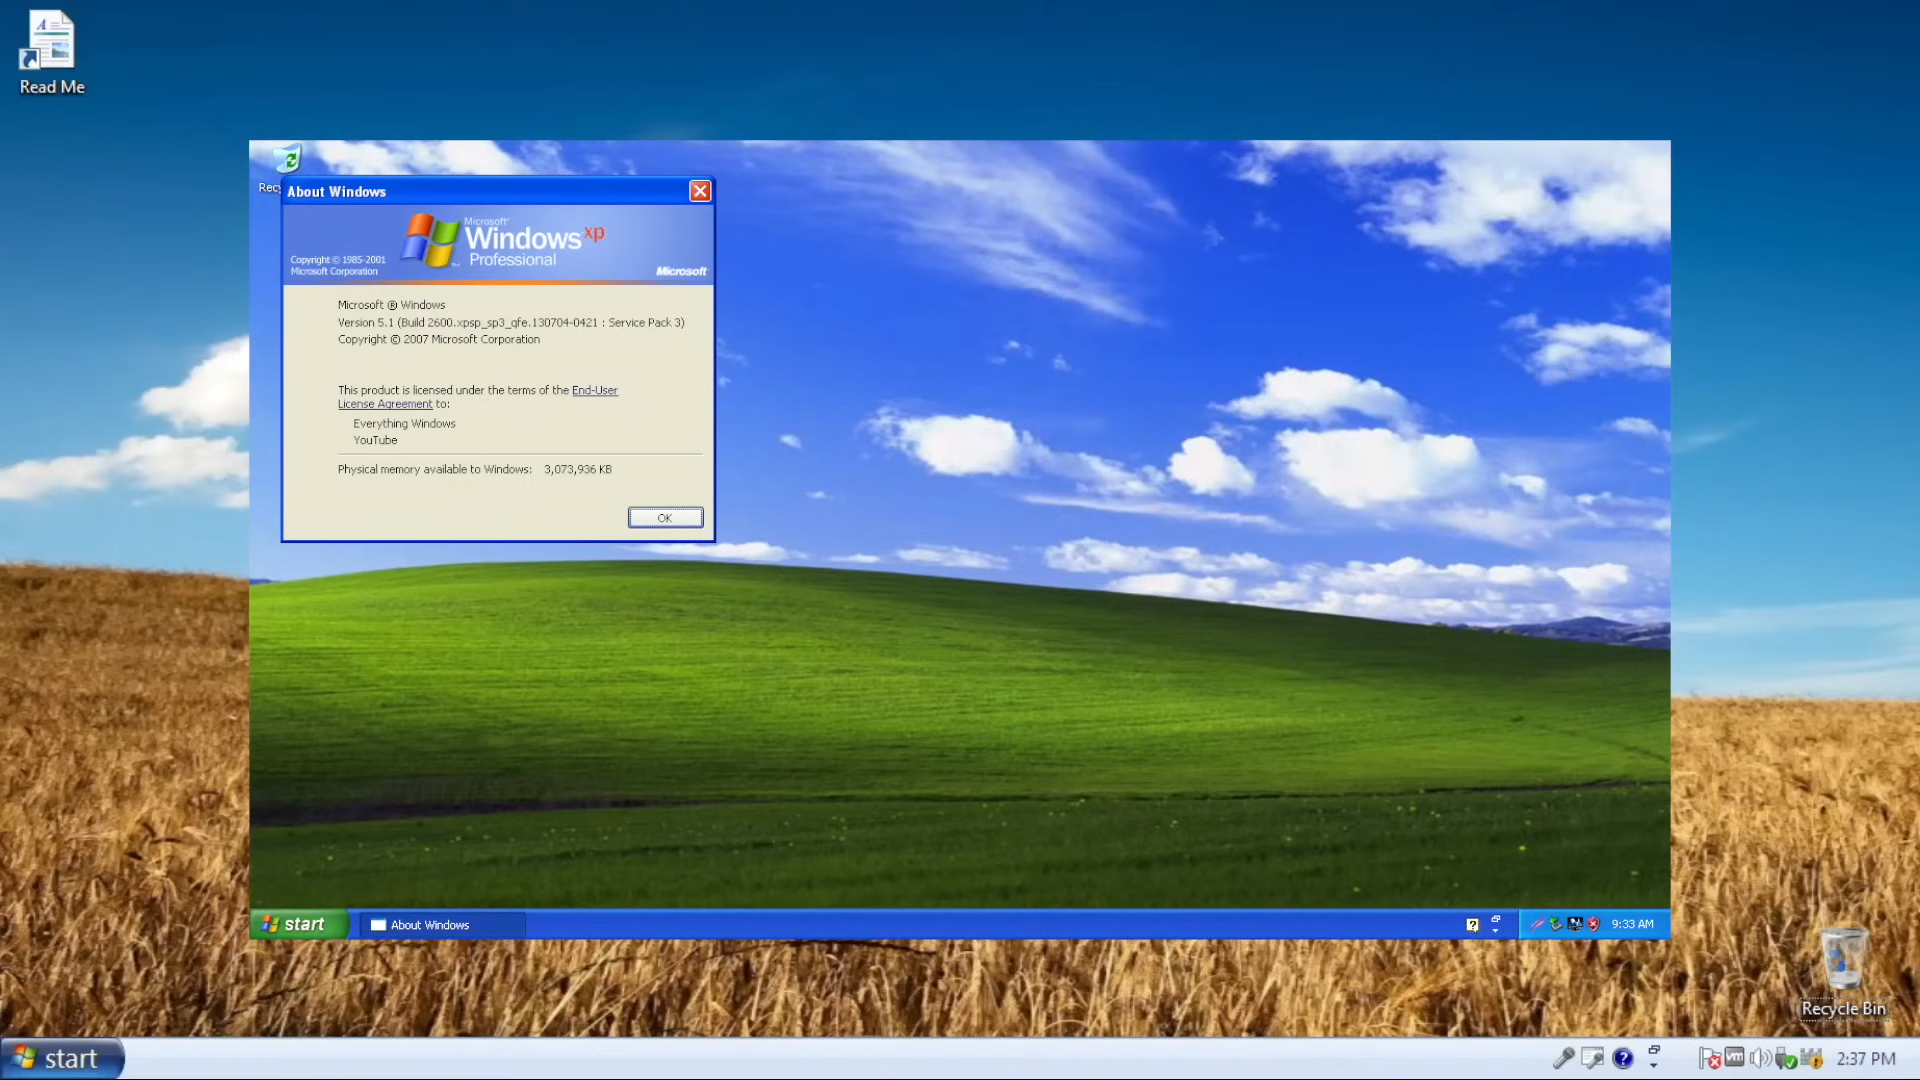 Read Me
Recy
About Windows
Microsoft®
Windows xp
Professional
Copyright © 1985-2001
Microsoft Corporation
Microsoft
Microsoft ® Windows
Version 5.1 (Build 2600.xpsp_sp3_qfe.130704-0421 : Service Pack 3)
Copyright © 2007 Microsoft Corporation
This product is licensed under the terms of the End-User
License Agreement to:
Everything Windows
YouTube
Physical memory available to Windows: 3,073,936 KB
OK
start
About Windows
9:33 AM
Recycle Bin
start
vm
2:37 PM